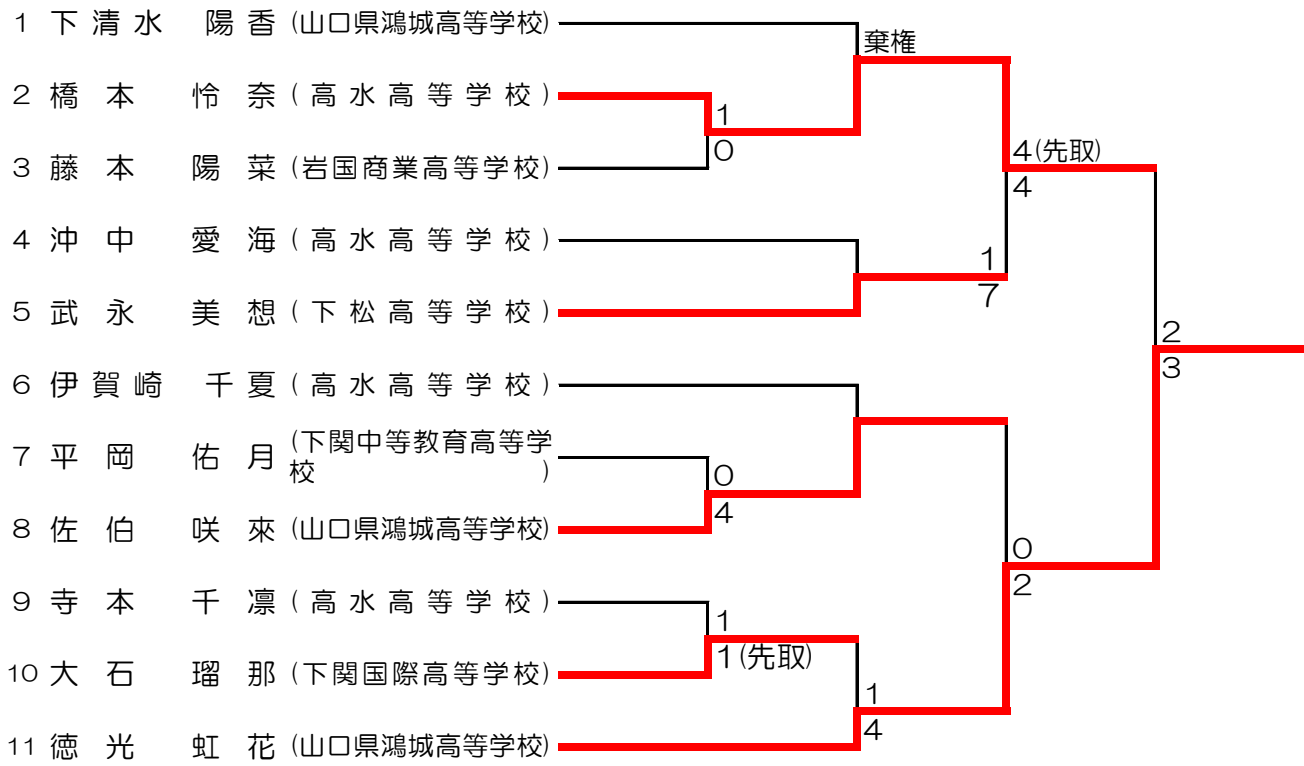 1 下清水 陽香 (山口県鴻城高等学校)
棄権
2 橋本 怜奈 (高水高等学校)
1
0
3 藤本 陽菜 (岩国商業高等学校)
4(先取)
4
4 沖中 愛海 (高水高等学校)
1
7
5 武永 美想 (下松高等学校)
2
3
6 伊賀崎 千夏 (高水高等学校)
7 平岡 佑月 (下関中等教育高等学
校)
0
4
8 佐伯 咲來 (山口県鴻城高等学校)
0
2
9 寺本 千凛 (高水高等学校)
1
1(先取)
10 大石 瑠那 (下関国際高等学校)
1
4
11 徳光 虹花 (山口県鴻城高等学校)